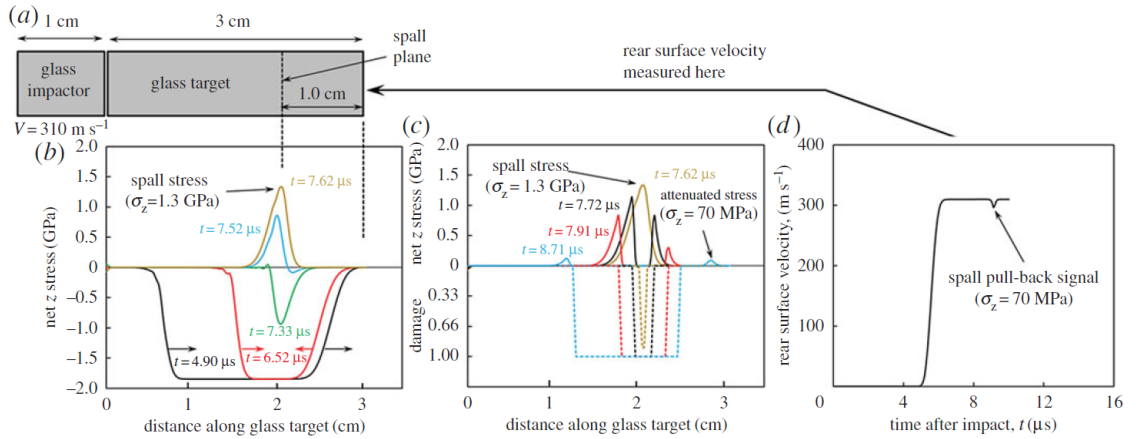 (a)
1 cm
3 cm
glass
impactor
glass target
1.0 cm
spall
plane
rear surface velocity
measured here
V = 310 m s⁻¹
(b)
net z stress (GPa)
2.0
1.5
1.0
0.5
0
−0.5
−1.0
−1.5
−2.0
spall stress
(σz=1.3 GPa)
t = 7.62 μs
t = 7.52 μs
t = 7.33 μs
t = 4.90 μs
t = 6.52 μs
0
1
2
3
distance along glass target (cm)
(c)
net z stress (GPa)
2.0
1.5
1.0
0.5
0
damage
0.33
0.66
1.00
spall stress
(σz = 1.3 GPa)
t = 7.62 μs
t = 7.72 μs
attenuated stress
(σz = 70 MPa)
t = 7.91 μs
t = 8.71 μs
0
1
2
3
distance along glass target (cm)
(d)
rear surface velocity, (m s⁻¹)
400
300
200
100
0
spall pull-back signal
(σz = 70 MPa)
4
8
12
16
time after impact, t (μs)